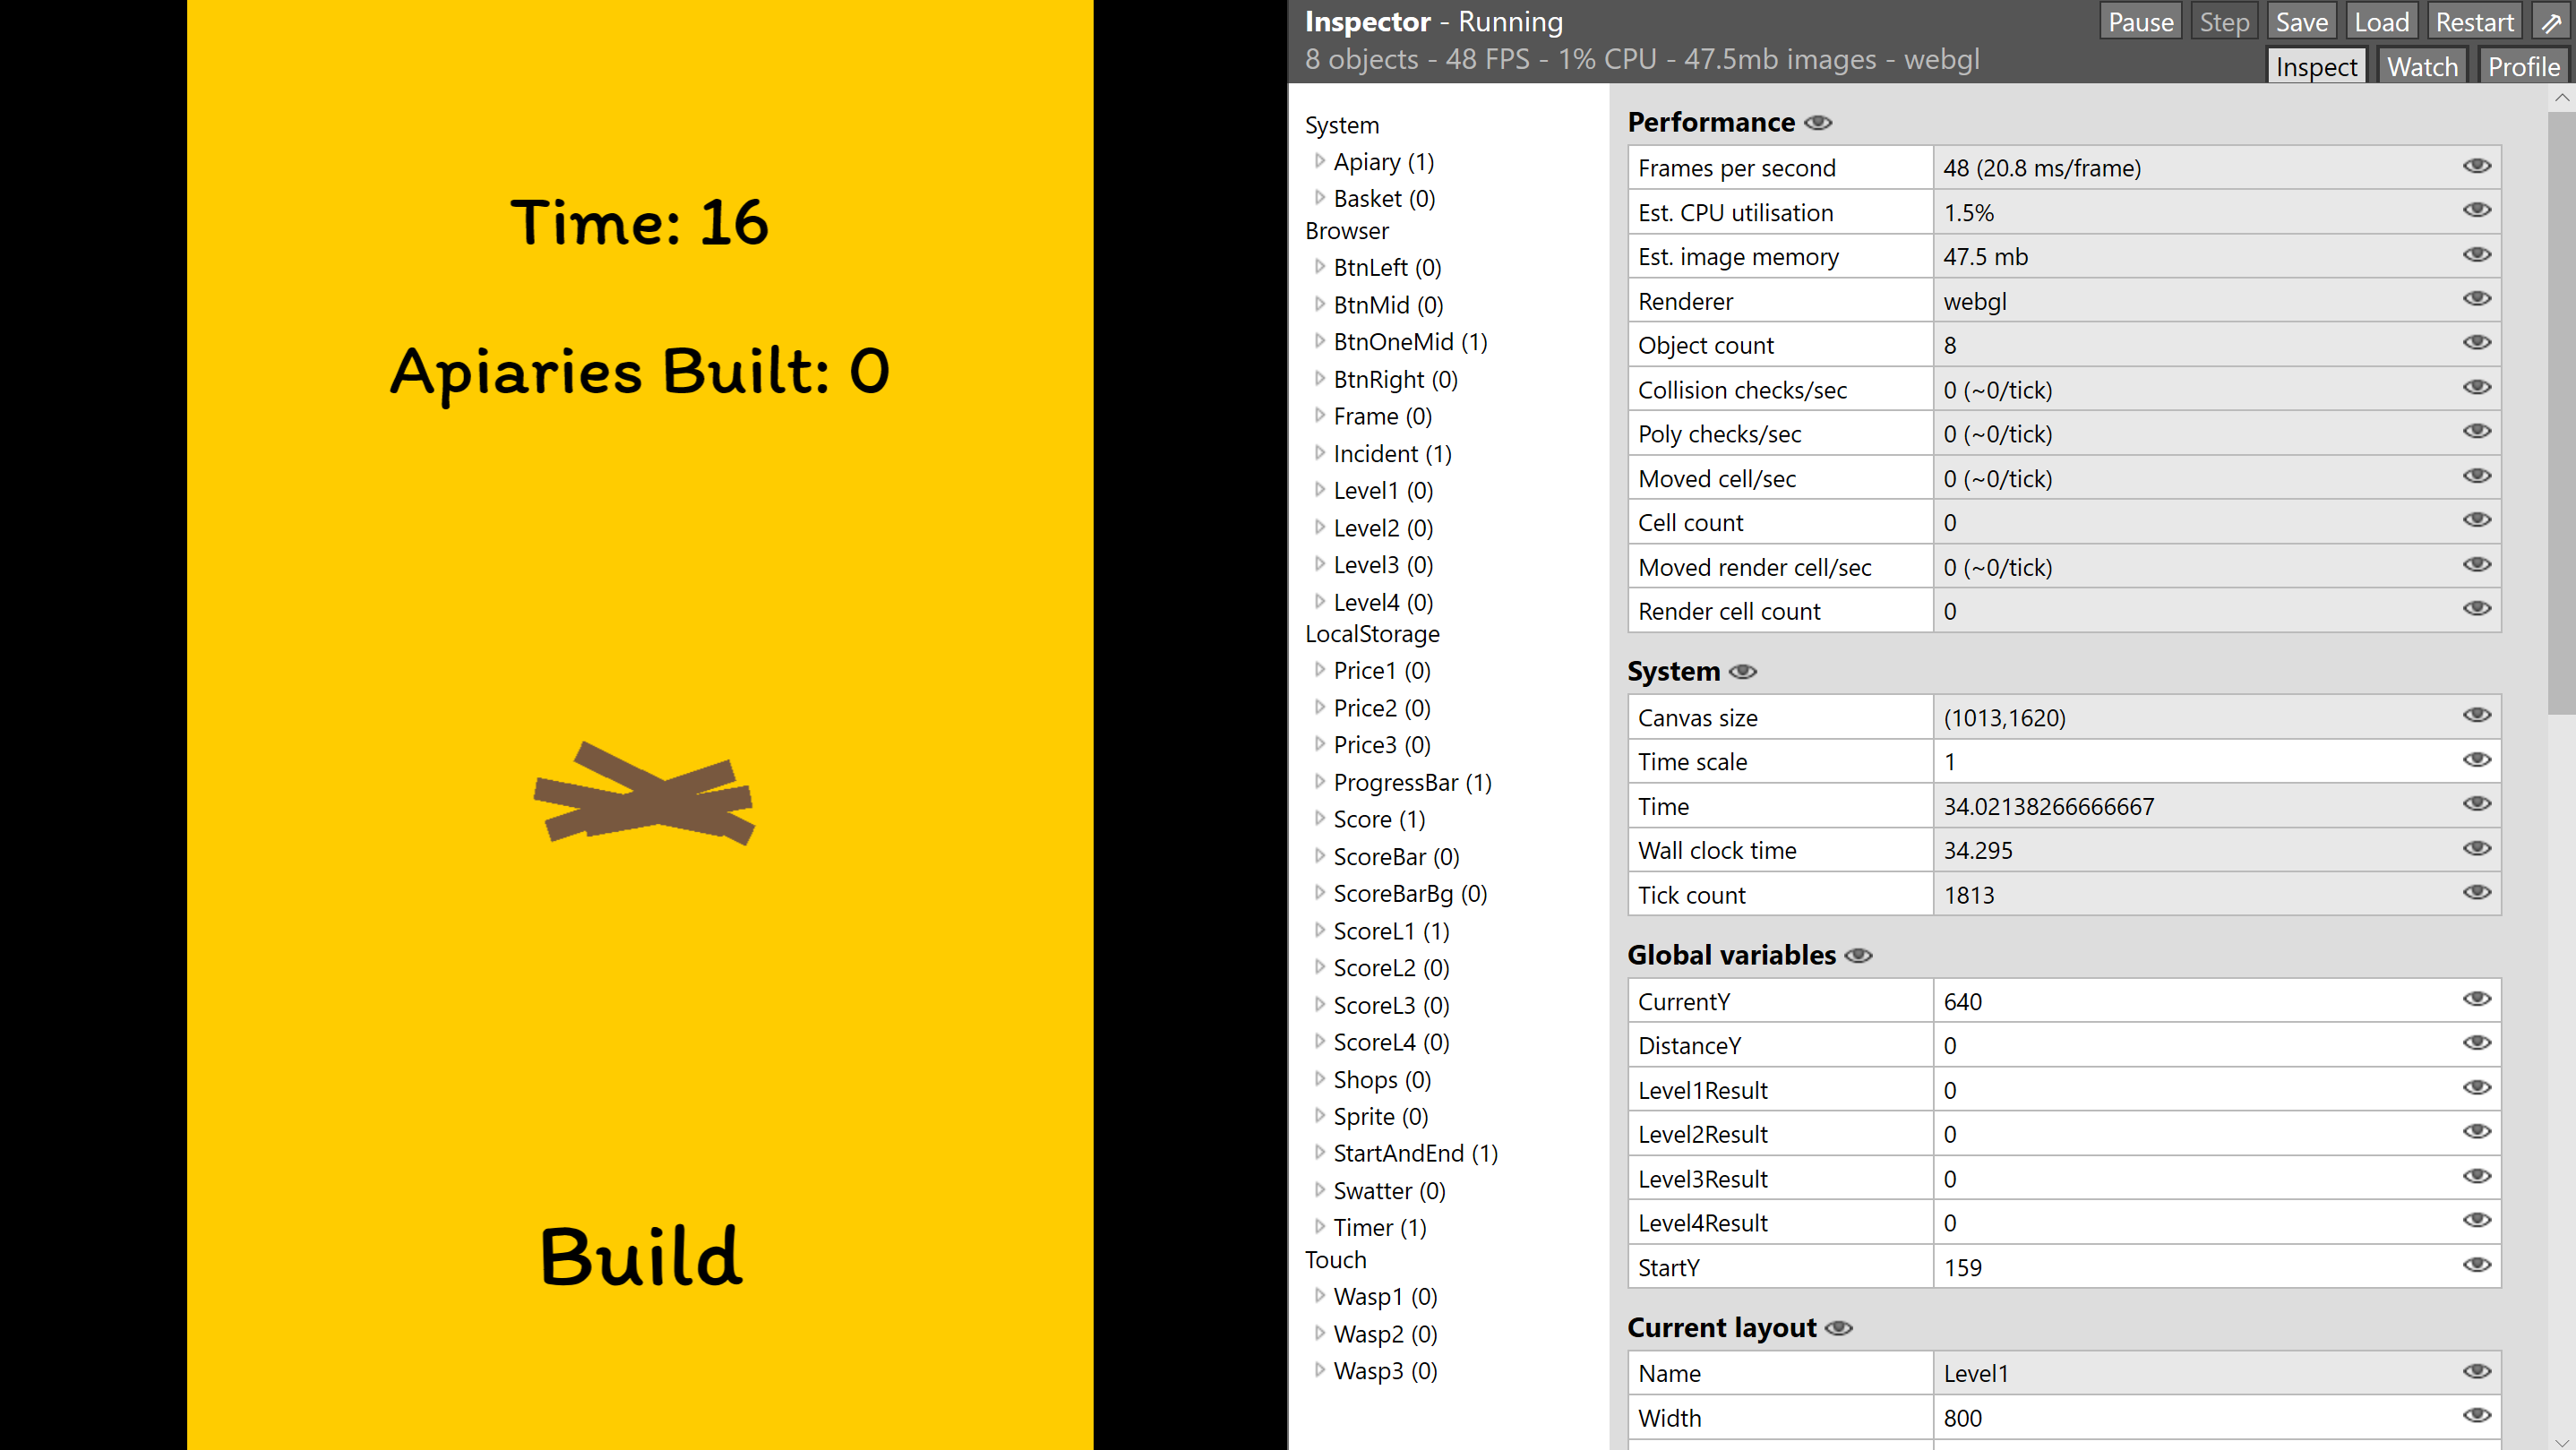 Time: 16
Apiaries Built: 0
Build
Inspector - Running
8 objects - 48 FPS - 1% CPU - 47.5mb images - webgl
Pause Step Save Load Restart
Inspect Watch Profile
System
Apiary (1)
Basket (0)
Browser
BtnLeft (0)
BtnMid (0)
BtnOneMid (1)
BtnRight (0)
Frame (0)
Incident (1)
Level1 (0)
Level2 (0)
Level3 (0)
Level4 (0)
LocalStorage
Price1 (0)
Price2 (0)
Price3 (0)
ProgressBar (1)
Score (1)
ScoreBar (0)
ScoreBarBg (0)
ScoreL1 (1)
ScoreL2 (0)
ScoreL3 (0)
ScoreL4 (0)
Shops (0)
Sprite (0)
StartAndEnd (1)
Swatter (0)
Timer (1)
Touch
Wasp1 (0)
Wasp2 (0)
Wasp3 (0)
Performance
Frames per second 48 (20.8 ms/frame)
Est. CPU utilisation 1.5%
Est. image memory 47.5 mb
Renderer webgl
Object count 8
Collision checks/sec 0 (~0/tick)
Poly checks/sec 0 (~0/tick)
Moved cell/sec 0 (~0/tick)
Cell count 0
Moved render cell/sec 0 (~0/tick)
Render cell count 0
System
Canvas size (1013,1620)
Time scale 1
Time 34.02138266666667
Wall clock time 34.295
Tick count 1813
Global variables
CurrentY 640
DistanceY 0
Level1Result 0
Level2Result 0
Level3Result 0
Level4Result 0
StartY 159
Current layout
Name Level1
Width 800